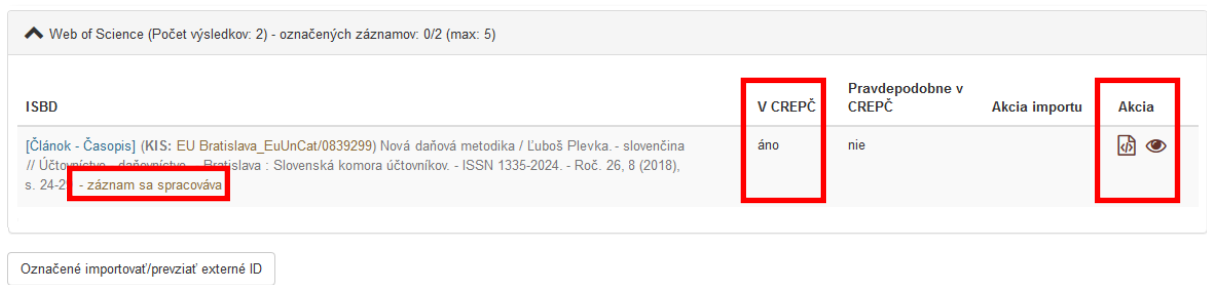 Web of Science (Počet výsledkov: 2) - označených záznamov: 0/2 (max: 5)
ISBD V CREPČ Pravdepodobne v CREPČ Akcia importu Akcia
[Článok - Časopis] (KIS: EU Bratislava_EuUnCat/0839299) Nová daňová metodika / Ľuboš Plevka. - slovenčina áno nie
// Účtovníctvo - daňovníctvo Bratislava : Slovenská komora účtovníkov. - ISSN 1335-2024. - Roč. 26, 8 (2018),
s. 24-2 - záznam sa spracováva
Označené importovať/prevziať externé ID